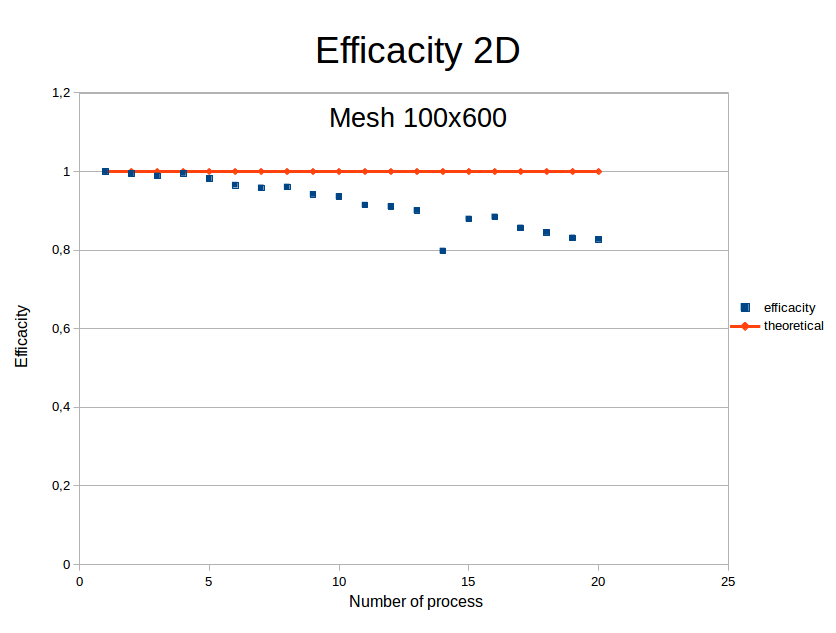 Efficacity 2D
Mesh 100x600
1,2
1
0,8
0,6
0,4
0,2
0
0
5
10
15
20
25
Number of process
Efficacity
efficacity
theoretical